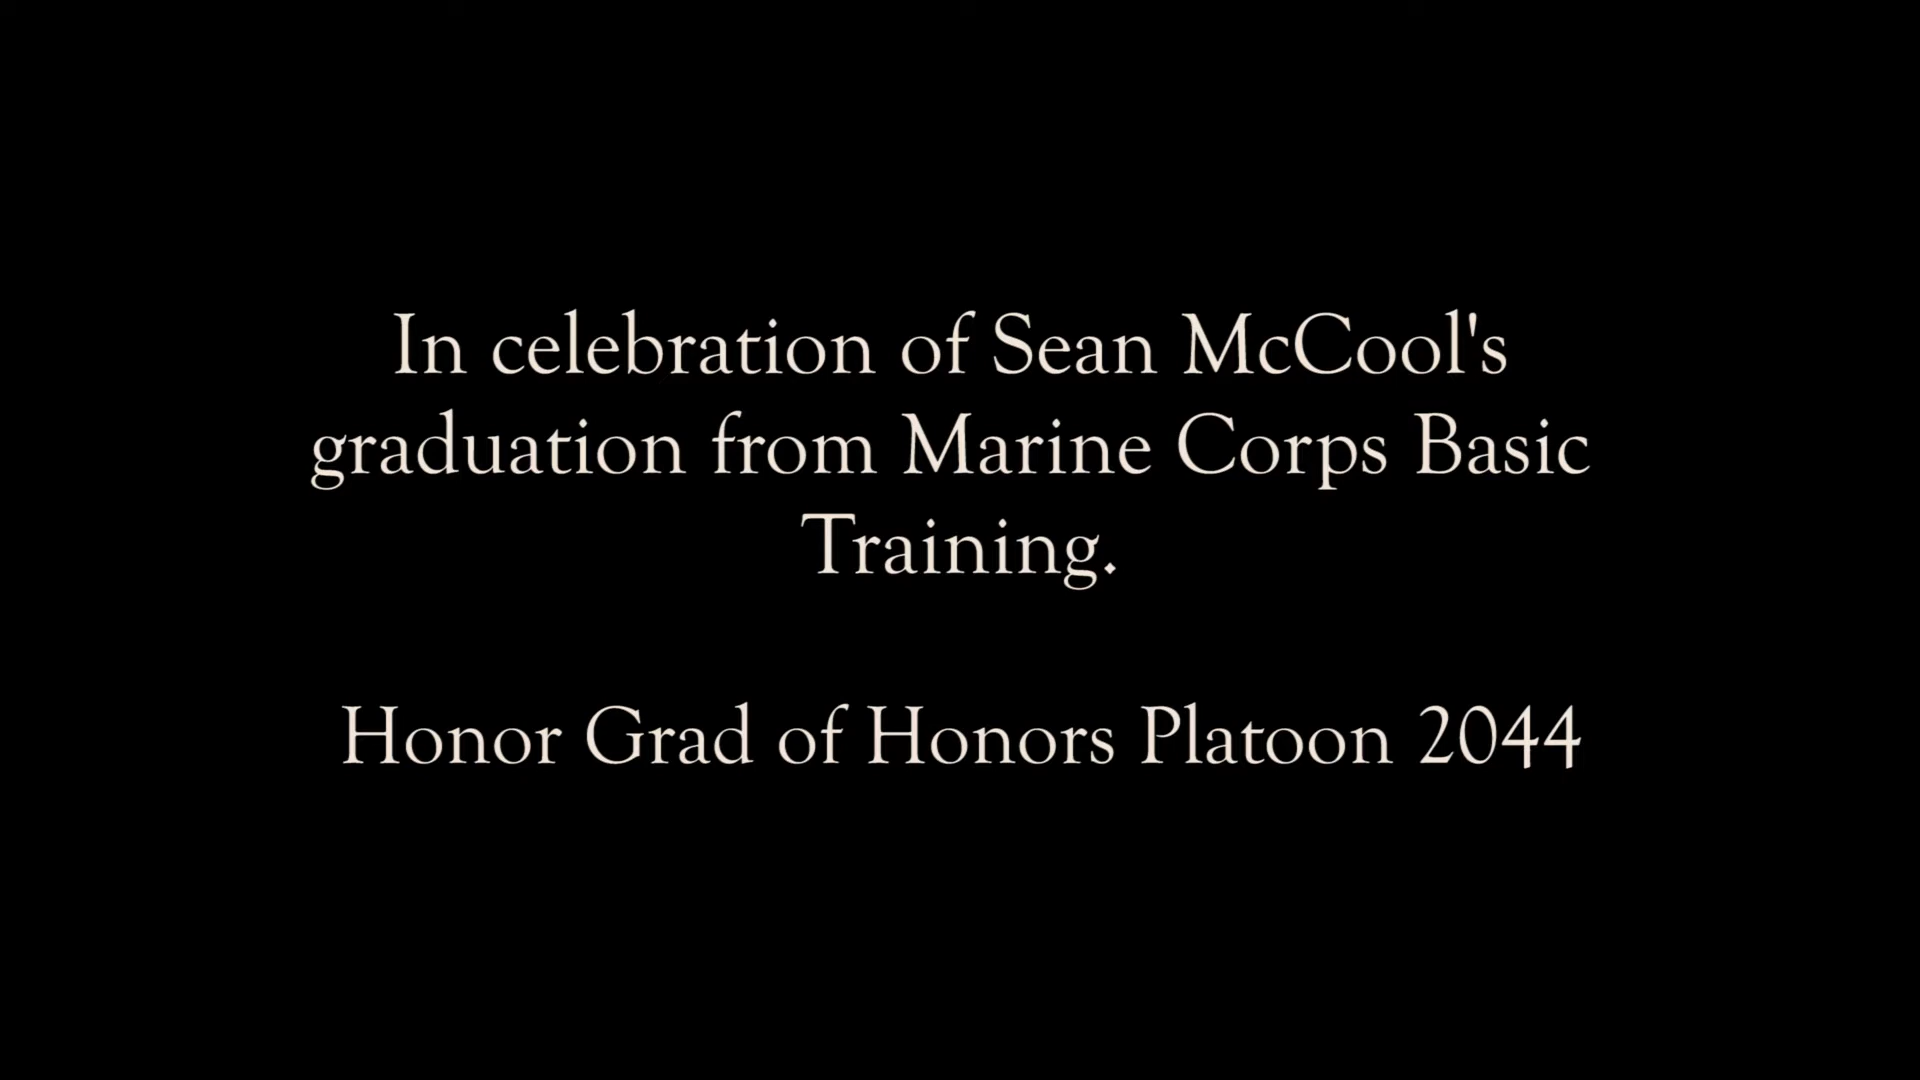 In celebration of Sean McCool's
graduation from Marine Corps Basic
Training.
Honor Grad of Honors Platoon 2044